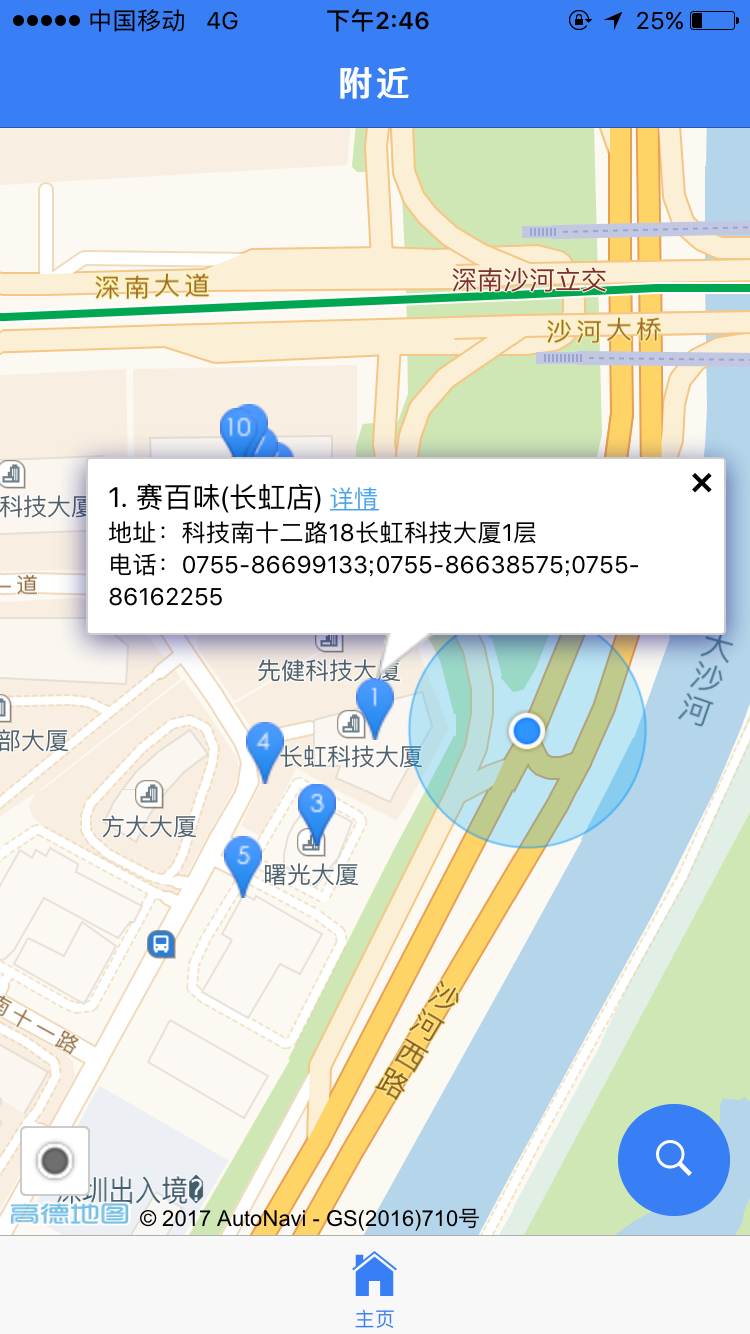 中国移动 4G 下午2:46 25%
附近
深南大道
深南沙河立交
沙河大桥
10
科技大厦
1. 赛百味(长虹店) 详情
地址：科技南十二路18长虹科技大厦1层
电话：0755-86699133;0755-86638575;0755-
86162255
一道
先健科技大厦
大沙河
1
部大厦
4
长虹科技大厦
3
方大大厦
5
曙光大厦
沙河西路
南十一路
深圳出入境
高德地图 © 2017 AutoNavi - GS(2016)710号
主页